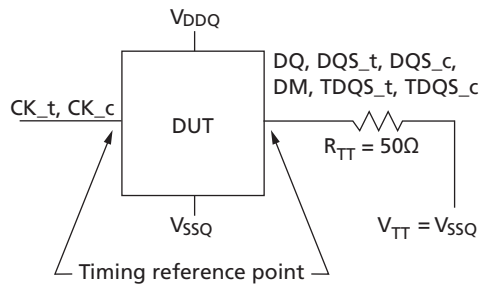 VDDQ
DQ, DQS_t, DQS_c,
DM, TDQS_t, TDQS_c
CK_t, CK_c
DUT
RTT = 50Ω
VSSQ
VTT = VSSQ
Timing reference point